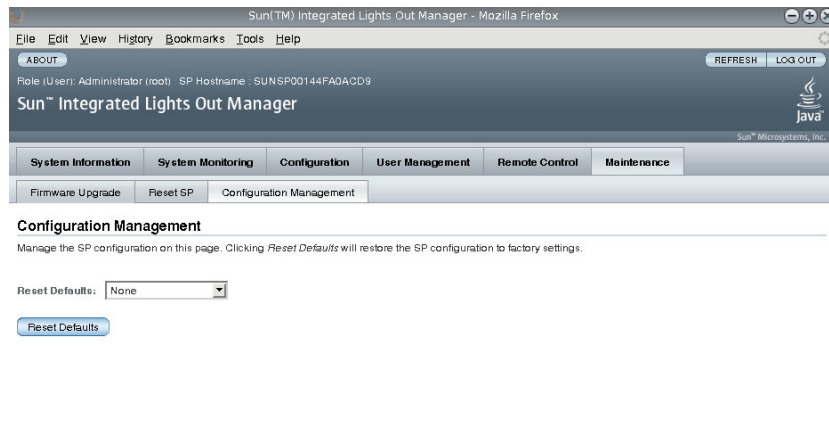 Sun(TM) Integrated Lights Out Manager - Mozilla Firefox
File Edit View History Bookmarks Tools Help
ABOUT REFRESH LOG OUT
Role (User): Administrator (root) SP Hostname : SUNSP00144FA0ACD9
Sun™ Integrated Lights Out Manager
Java™
Sun™ Microsystems, Inc.
System Information System Monitoring Configuration User Management Remote Control Maintenance
Firmware Upgrade Reset SP Configuration Management
Configuration Management
Manage the SP configuration on this page. Clicking Reset Defaults will restore the SP configuration to factory settings.
Reset Defaults: None
Reset Defaults